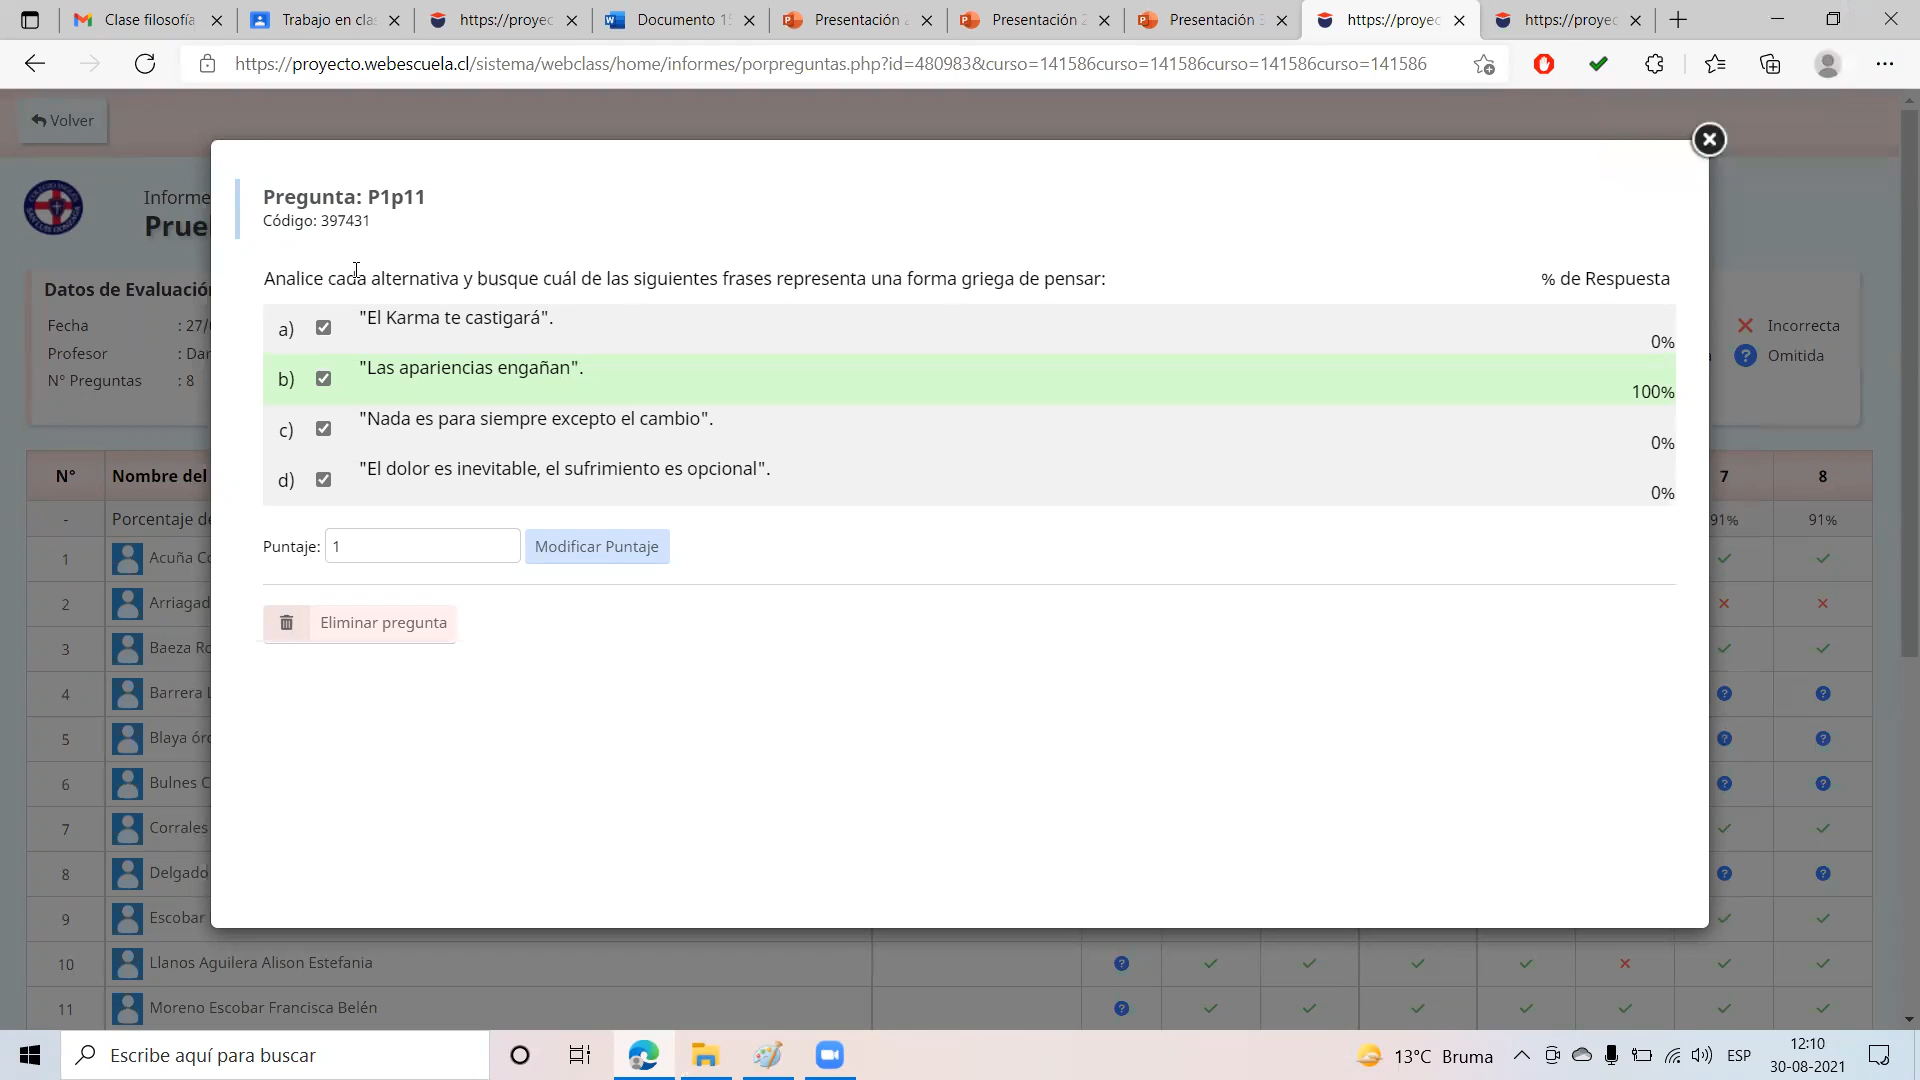 Clase filosofía
Trabajo en cla
https://proyec
Documento 15
Presentación
Presentación 2
Presentación 3
https://proyec
https://proyec
https://proyecto.webescuela.cl/sistema/webclass/home/informes/porpreguntas.php?id=480983&curso=141586curso=141586curso=141586curso=141586
Volver
Informe
Prue
Pregunta: P1p11
Código: 397431
Analice cada alternativa y busque cuál de las siguientes frases representa una forma griega de pensar:
% de Respuesta
a) "El Karma te castigará".
0%
b) "Las apariencias engañan".
100%
c) "Nada es para siempre excepto el cambio".
0%
d) "El dolor es inevitable, el sufrimiento es opcional".
0%
Puntaje: 1 Modificar Puntaje
Eliminar pregunta
Datos de Evaluación
Fecha : 27/
Profesor : Dar
N° Preguntas : 8
Incorrecta
Omitida
N° Nombre del 7 8
- Porcentaje de 91% 91%
1 Acuña Co
2 Arriagad
3 Baeza Ro
4 Barrera L
5 Blaya órd
6 Bulnes C
7 Corrales
8 Delgado
9 Escobar
10 Llanos Aguilera Alison Estefania
11 Moreno Escobar Francisca Belén
Escribe aquí para buscar
13°C Bruma
ESP
12:10
30-08-2021